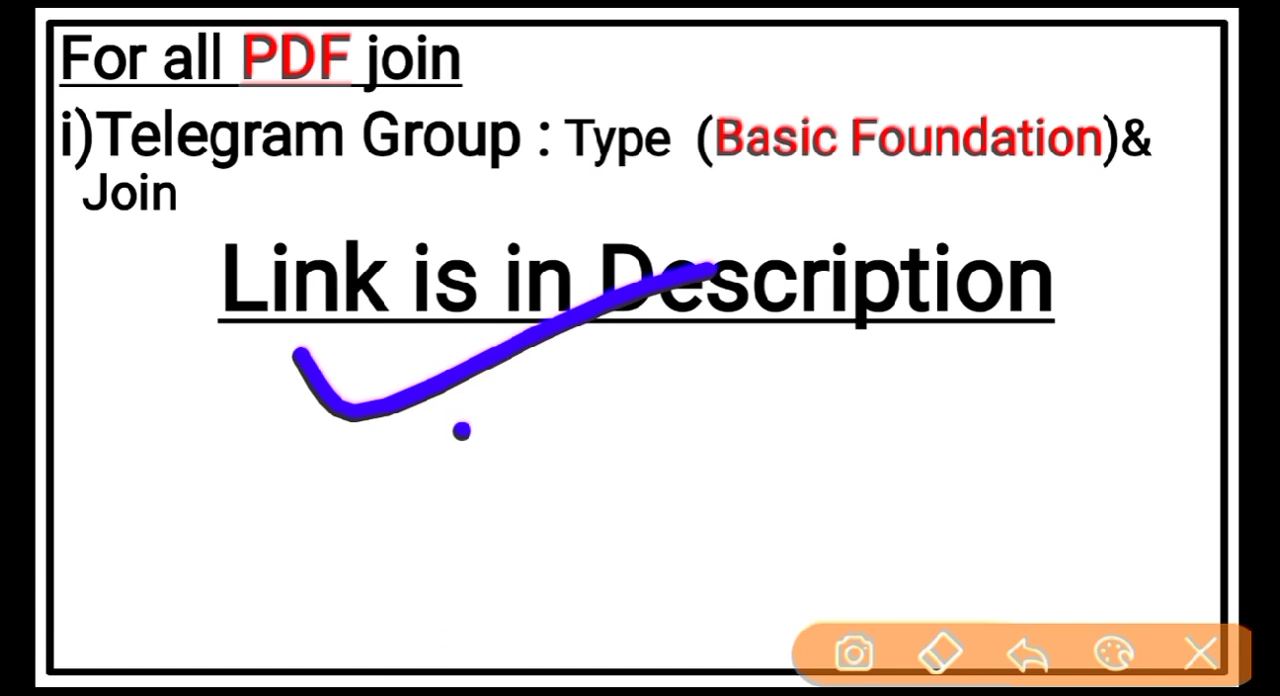 For all PDF join
i)Telegram Group : Type (Basic Foundation)&
Join
Link is in Description